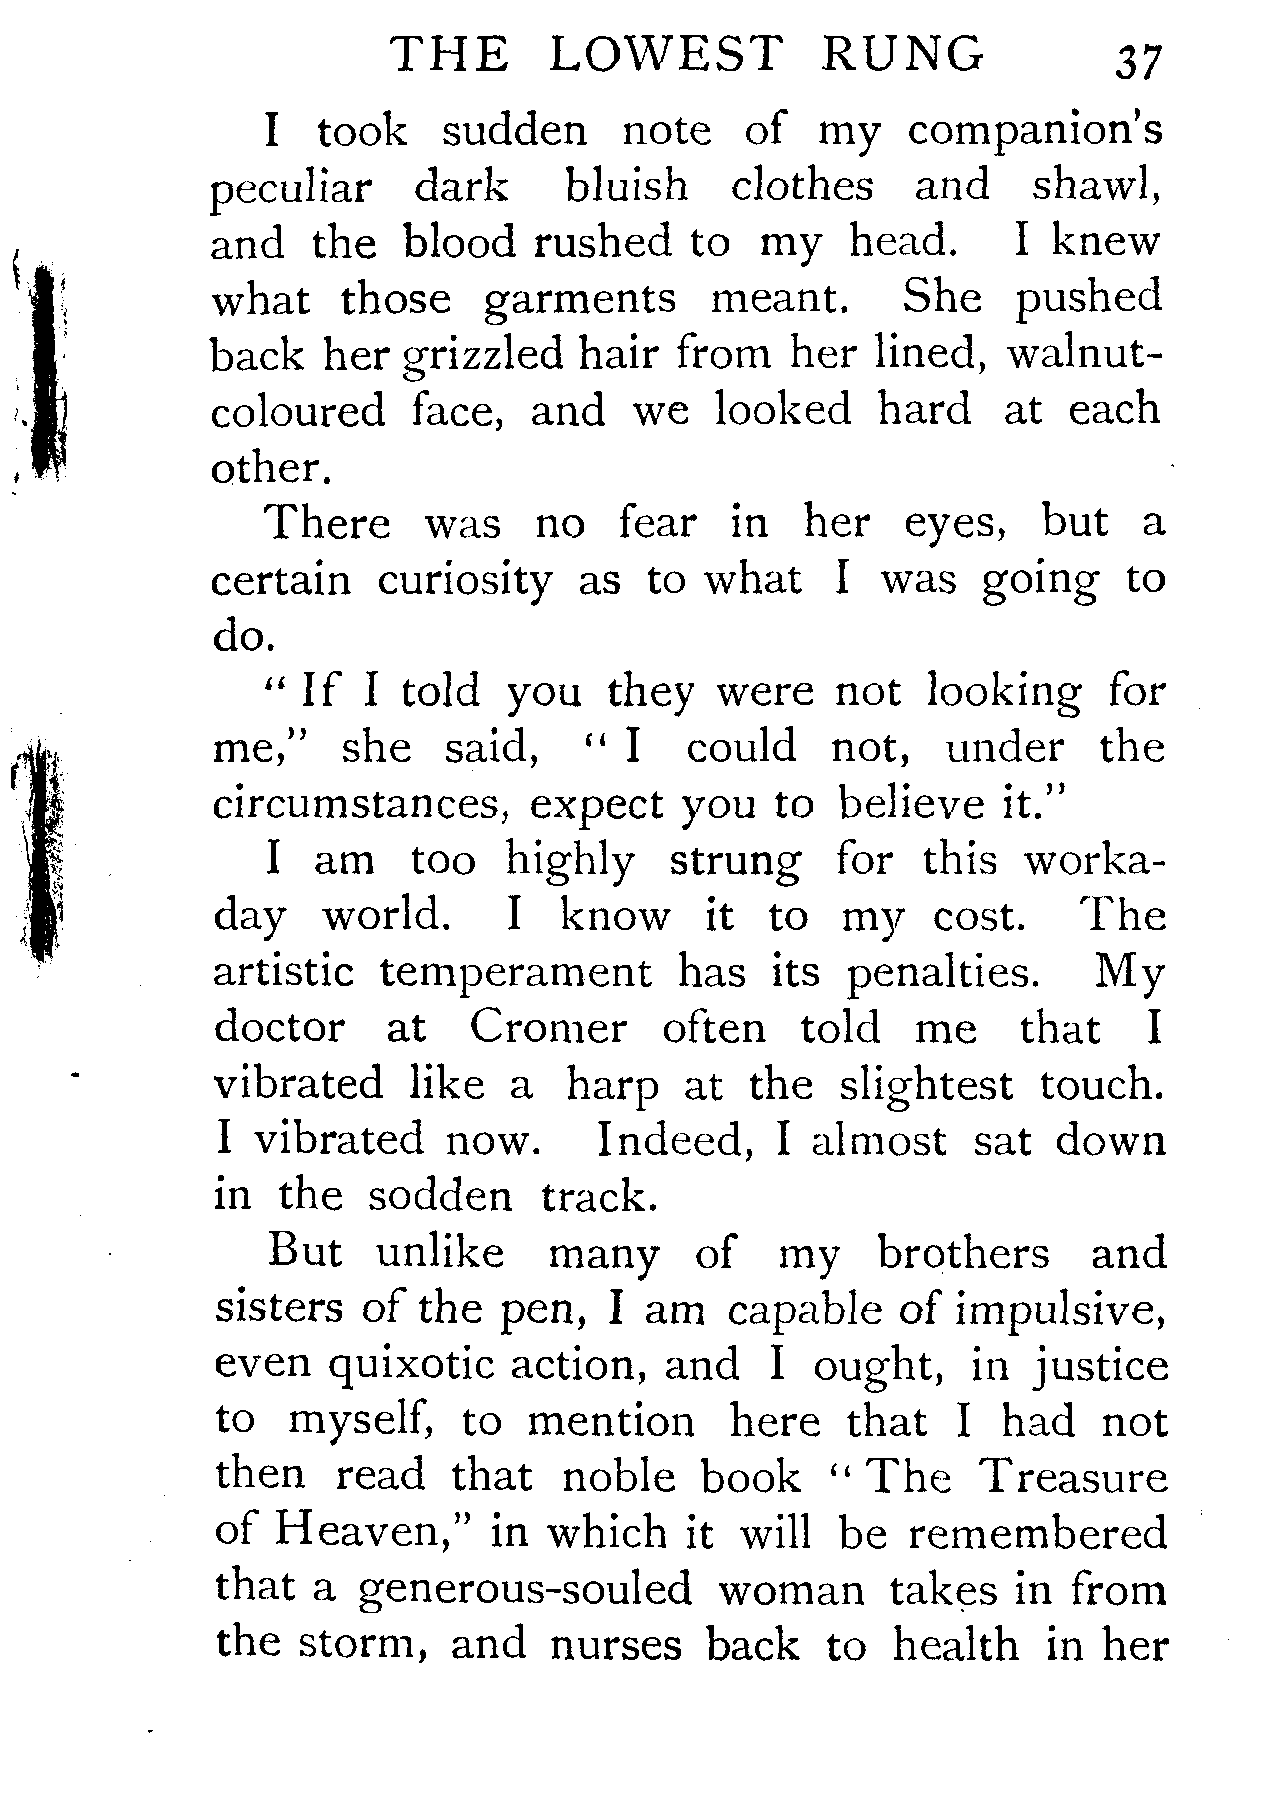 THE LOWEST RUNG 37
I took sudden note of my companion's
peculiar dark bluish clothes and shawl,
and the blood rushed to my head. I knew
what those garments meant. She pushed
back her grizzled hair from her lined, walnut-
coloured face, and we looked hard at each
other.
There was no fear in her eyes, but a
certain curiosity as to what I was going to
do.
“ If I told you they were not looking for
me,” she said, “ I could not, under the
circumstances, expect you to believe it.”
I am too highly strung for this worka-
day world. I know it to my cost. The
artistic temperament has its penalties. My
doctor at Cromer often told me that I
vibrated like a harp at the slightest touch.
I vibrated now. Indeed, I almost sat down
in the sodden track.
But unlike many of my brothers and
sisters of the pen, I am capable of impulsive,
even quixotic action, and I ought, in justice
to myself, to mention here that I had not
then read that noble book “ The Treasure
of Heaven,” in which it will be remembered
that a generous-souled woman takes in from
the storm, and nurses back to health in her